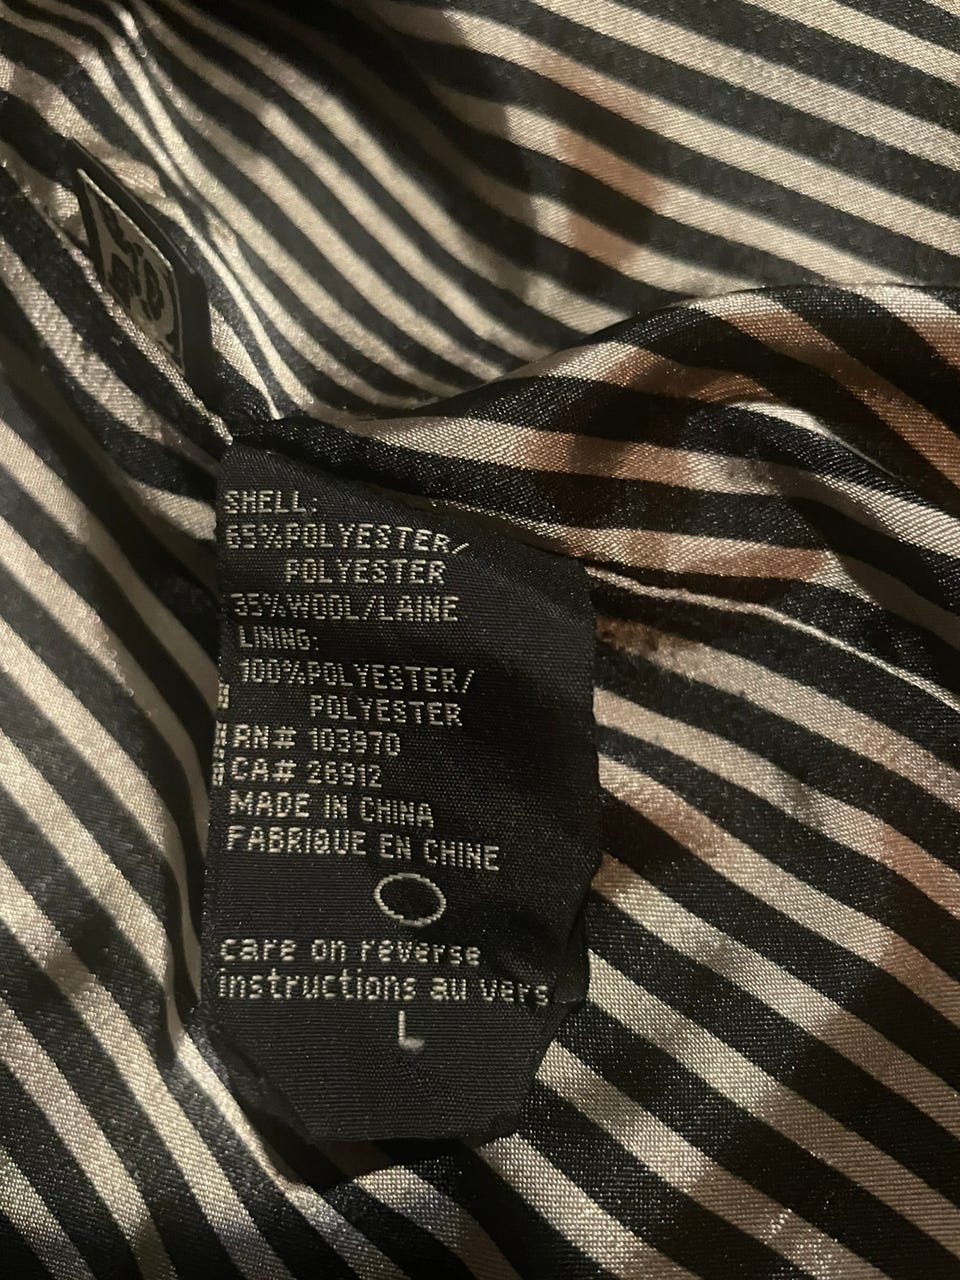 SHELL:
65%POLYESTER/
POLYESTER
35%WOOL/LAINE
LINING:
100%POLYESTER/
POLYESTER
RN# 103970
CA# 26912
MADE IN CHINA
FABRIQUE EN CHINE
care on reverse
instructions au vers
L